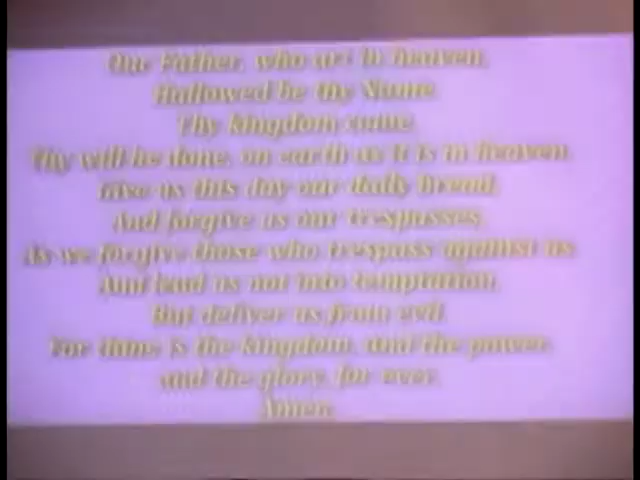 Our Father, who art in heaven,
Hallowed be thy Name.
Thy kingdom come.
Thy will be done, on earth as it is in heaven.
Give us this day our daily bread.
And forgive us our trespasses,
As we forgive those who trespass against us.
And lead us not into temptation,
But deliver us from evil.
For thine is the kingdom, and the power,
and the glory, for ever.
Amen.